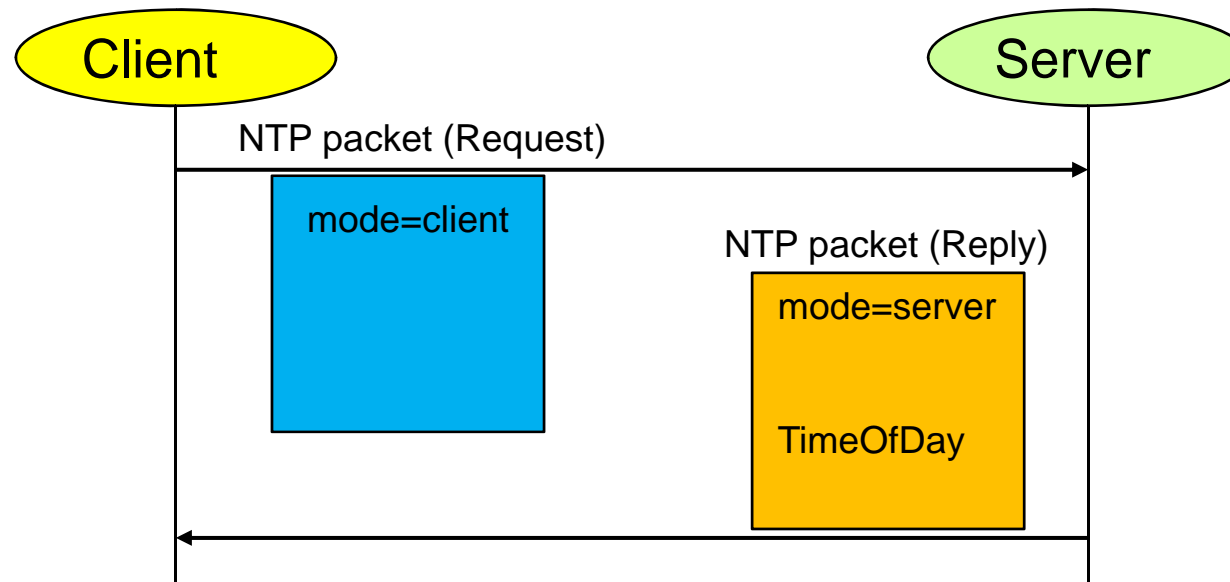 Client
Server
NTP packet (Request)
mode=client
NTP packet (Reply)
mode=server
TimeOfDay